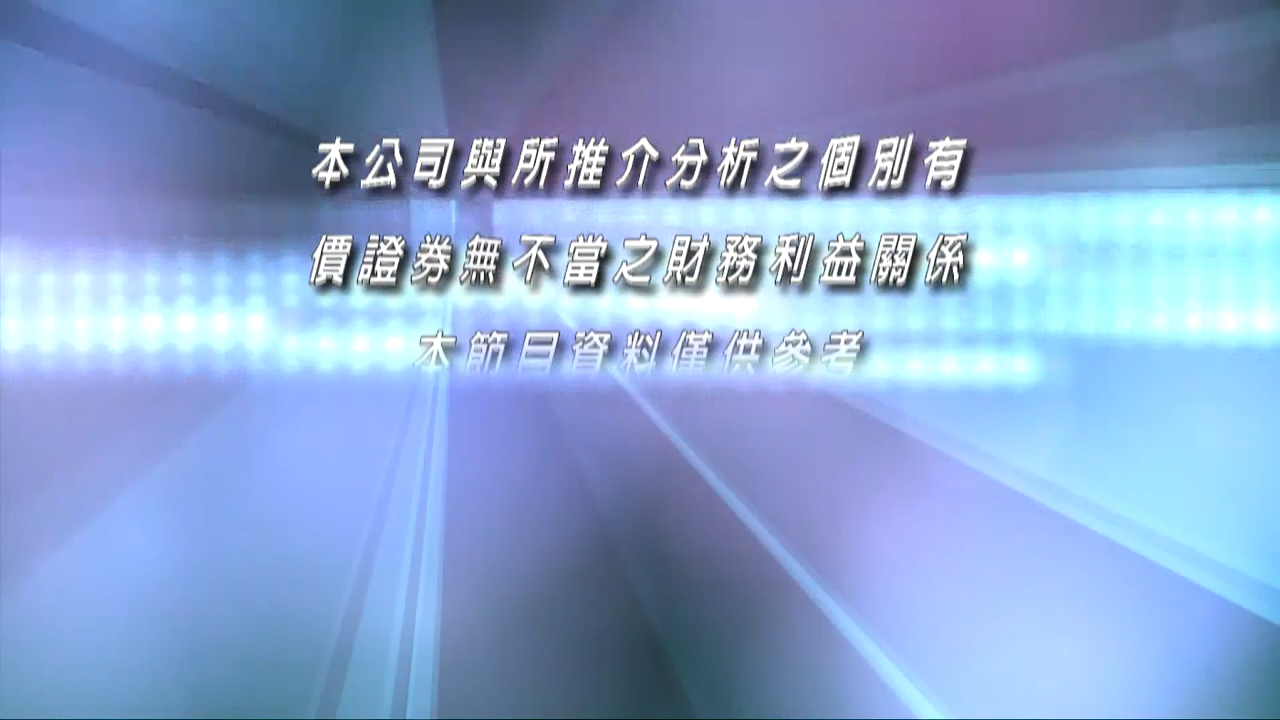 本公司與所推介分析之個別有
價證券無不當之財務利益關係
本節目資料僅供參考